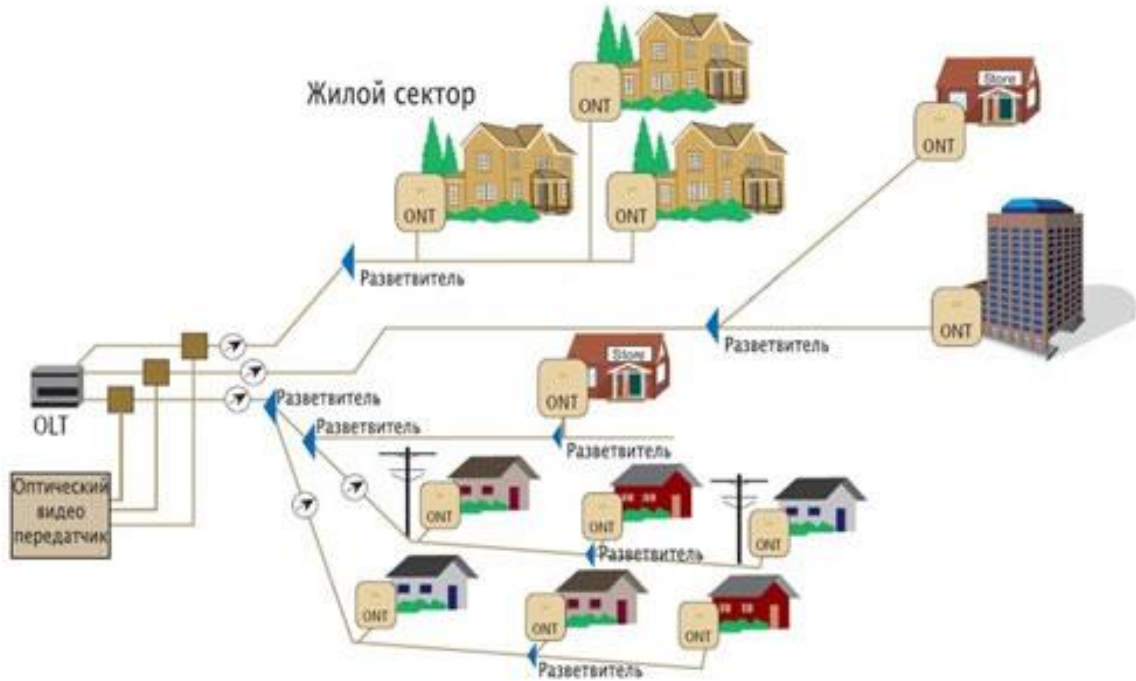 Жилой сектор
ONT
Store
ONT
ONT
ONT
Разветвитель
ONT
Разветвитель
Store
ONT
OLT
Разветвитель
Разветвитель
Разветвитель
Оптический
видео
передатчик
ONT
ONT
ONT
Разветвитель
ONT
ONT
ONT
Разветвитель